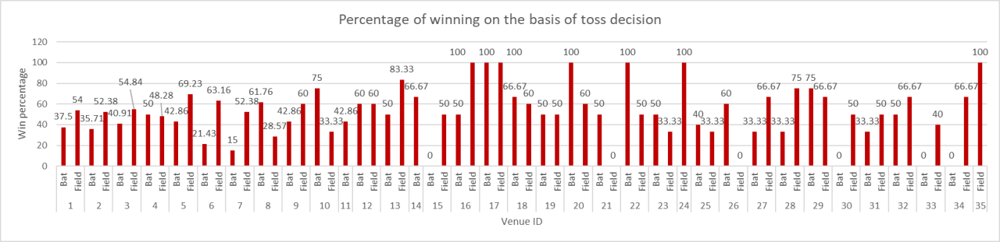 Percentage of winning on the basis of toss decision
Win percentage
120
100
80
60
40
20
0
37.5 54 35.71 52.38 40.91 54.84 50 48.28 42.86 69.23 21.43 63.16 15 52.38 61.76 28.57 42.86 60 75 33.33 42.86 60 60 50 83.33 66.67 0 50 50 100 100 100 66.67 60 50 50 100 60 50 0 100 50 50 33.33 100 40 33.33 60 0 33.33 66.67 33.33 75 75 66.67 0 50 33.33 50 50 66.67 0 40 0 66.67 100
Bat Field Bat Field Bat Field Bat Field Bat Field Bat Field Bat Field Bat Field Bat Field Bat Field Bat Bat Field Bat Field Bat Bat Field Bat Field Bat Field Bat Field Bat Field Bat Field Bat Field Bat Field Bat Field Field Bat Field Bat Field Bat Field Bat Field Bat Field Bat Field Bat Field Bat Field Bat Field Bat Field Field
1 2 3 4 5 6 7 8 9 10 11 12 13 14 15 16 17 18 19 20 21 22 23 24 25 26 27 28 29 30 31 32 33 34 35
Venue ID